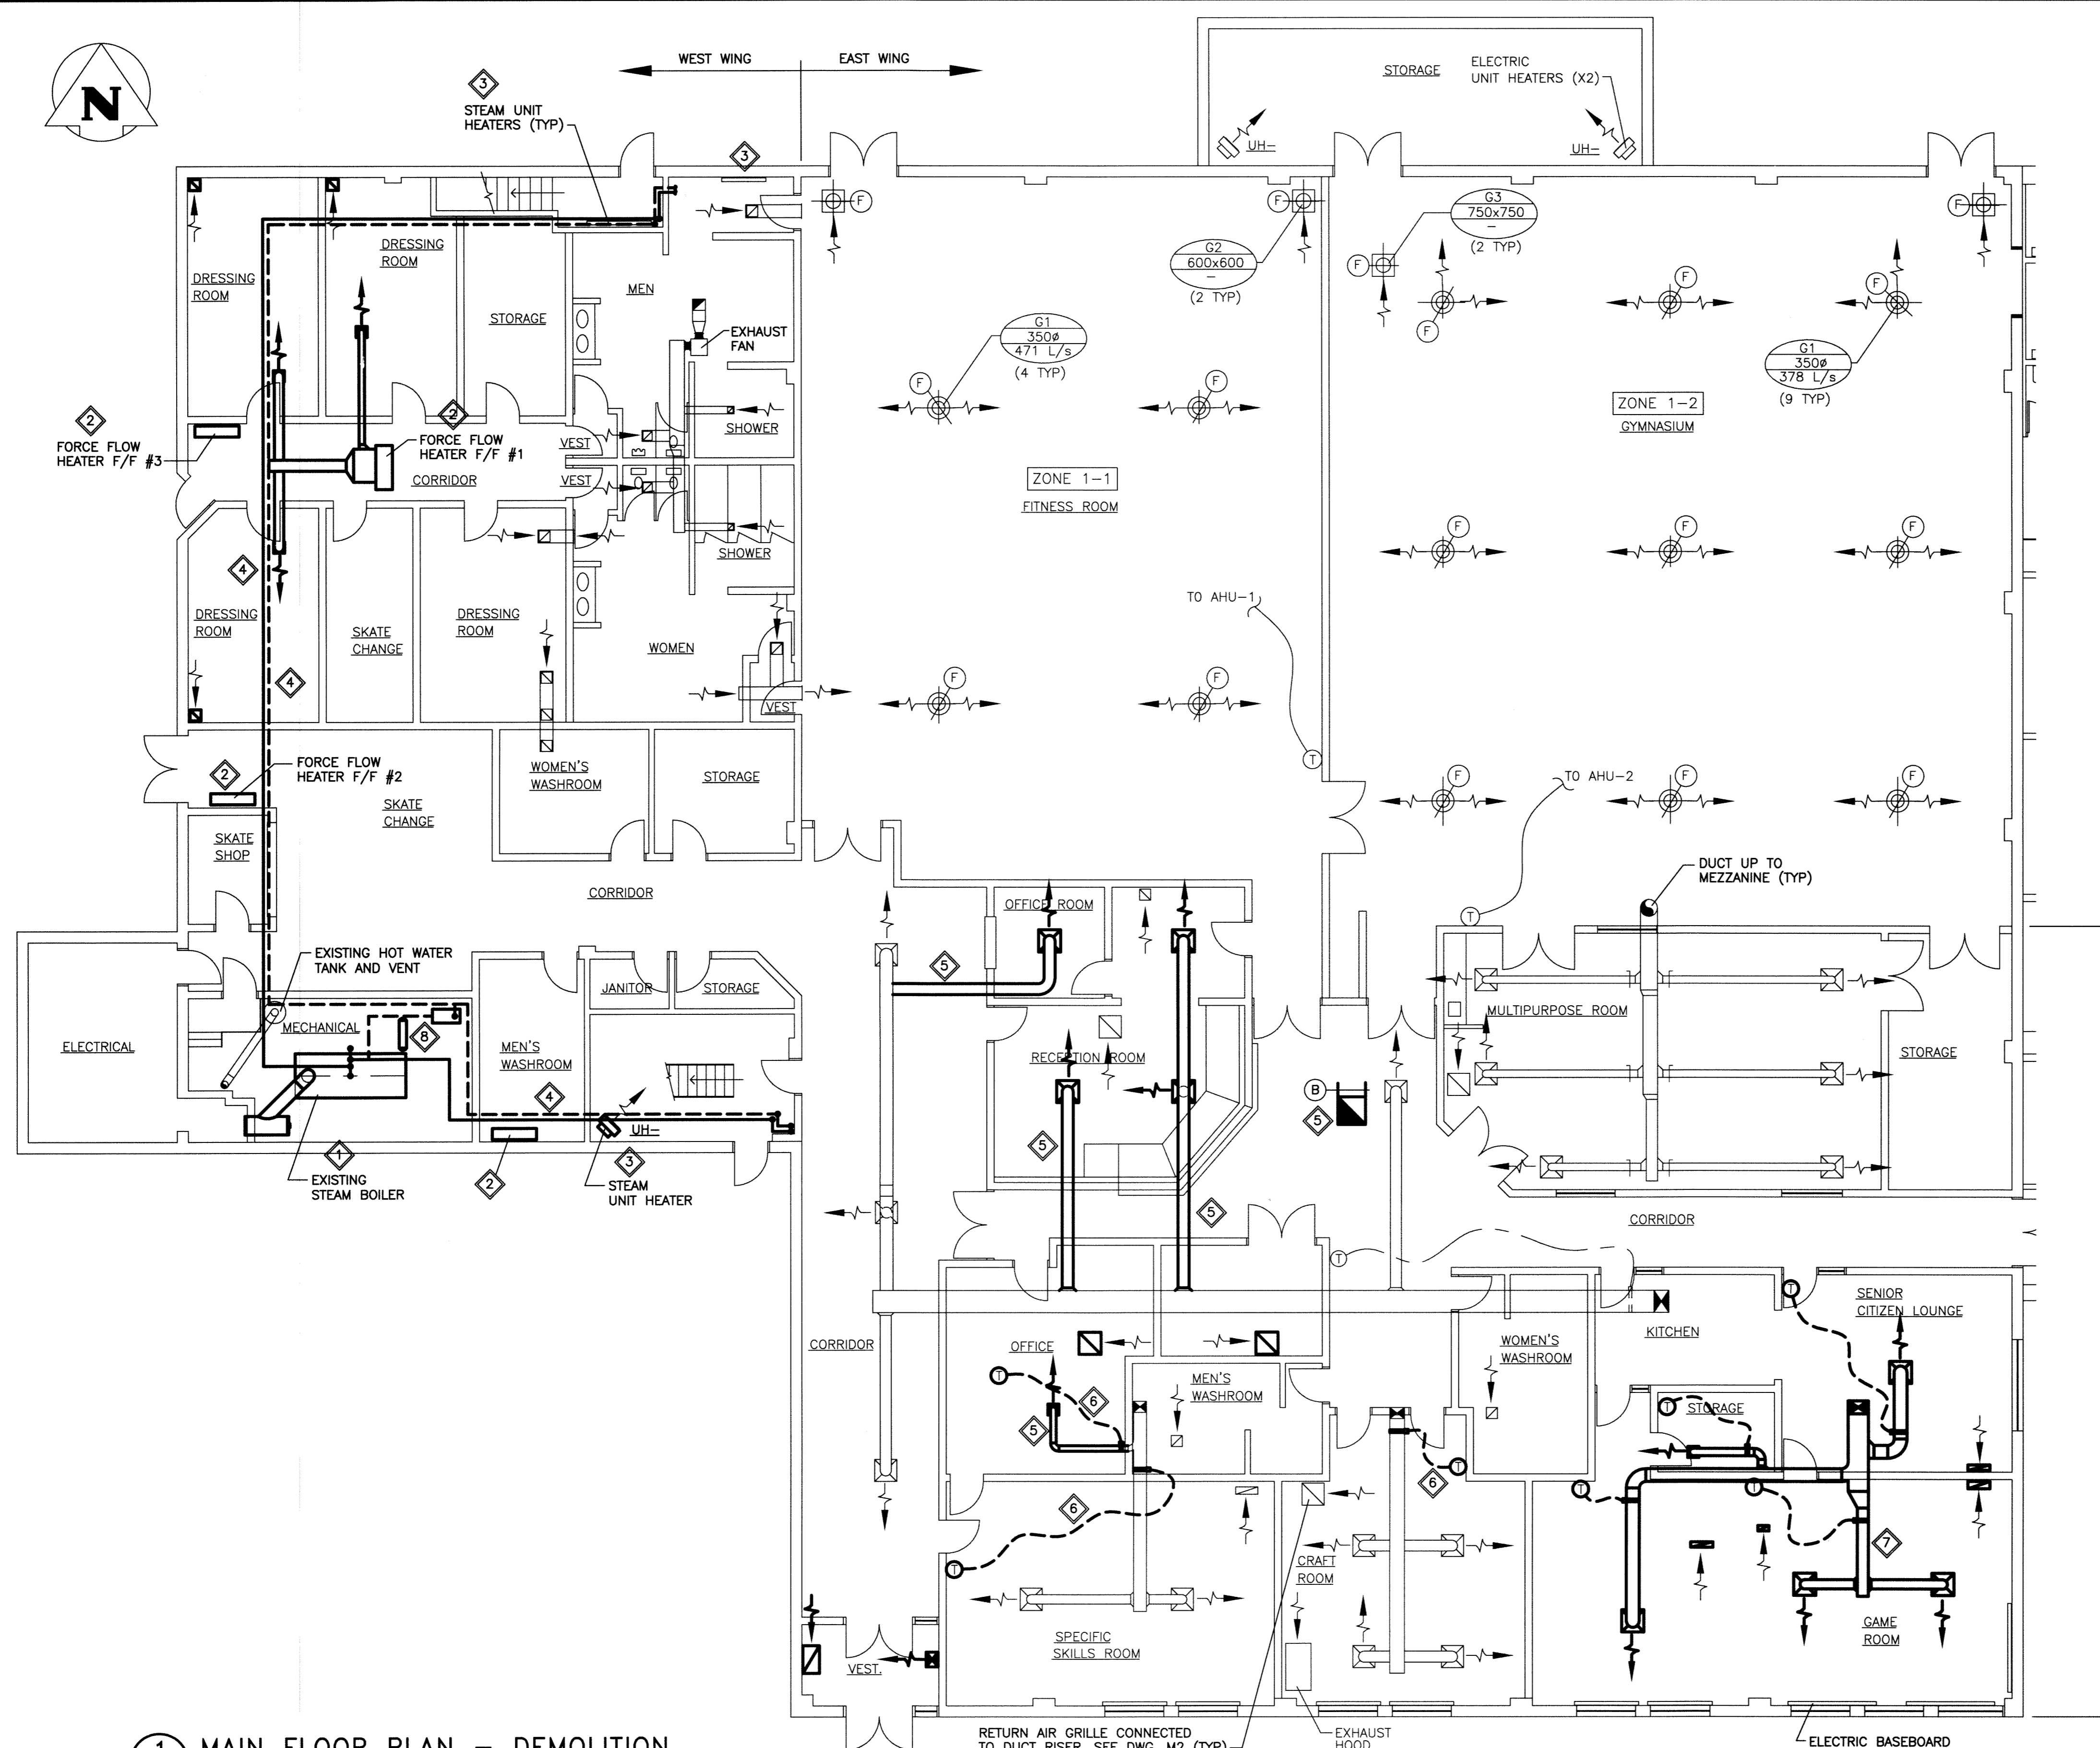 N
WEST WING
EAST WING
3
STEAM UNIT
HEATERS (TYP)
3
STORAGE
ELECTRIC
UNIT HEATERS (X2)
UH-
UH-
F
F
G3
750x750
-
(2 TYP)
F
G2
600x600
-
(2 TYP)
F
F
F
F
G1
350ø
378 L/s
(9 TYP)
DRESSING
ROOM
DRESSING
ROOM
STORAGE
MEN
EXHAUST
FAN
G1
350ø
471 L/s
(4 TYP)
F
F
ZONE 1-2
GYMNASIUM
2
FORCE FLOW
HEATER F/F #3
2
FORCE FLOW
HEATER F/F #1
CORRIDOR
VEST
VEST
SHOWER
SHOWER
ZONE 1-1
FITNESS ROOM
F
F
F
4
DRESSING
ROOM
SKATE
CHANGE
DRESSING
ROOM
WOMEN
TO AHU-1
4
VEST
F
F
T
2
FORCE FLOW
HEATER F/F #2
SKATE
CHANGE
WOMEN'S
WASHROOM
STORAGE
TO AHU-2
F
F
F
SKATE
SHOP
CORRIDOR
DUCT UP TO
MEZZANINE (TYP)
OFFICE ROOM
T
EXISTING HOT WATER
TANK AND VENT
5
JANITOR
STORAGE
MECHANICAL
8
ELECTRICAL
MEN'S
WASHROOM
RECEPTION ROOM
MULTIPURPOSE ROOM
STORAGE
4
UH-
B
5
5
1
EXISTING
STEAM BOILER
2
3
STEAM
UNIT HEATER
5
CORRIDOR
T
T
SENIOR
CITIZEN LOUNGE
CORRIDOR
OFFICE
KITCHEN
WOMEN'S
WASHROOM
T
MEN'S
WASHROOM
6
5
T
STORAGE
T
6
T
T
6
7
T
CRAFT
ROOM
SPECIFIC
SKILLS ROOM
GAME
ROOM
VEST.
1
MAIN FLOOR PLAN - DEMOLITION
RETURN AIR GRILLE CONNECTED
TO DUCT RISER, SEE DWG. M2 (TYP)
EXHAUST
HOOD
ELECTRIC BASEBOARD